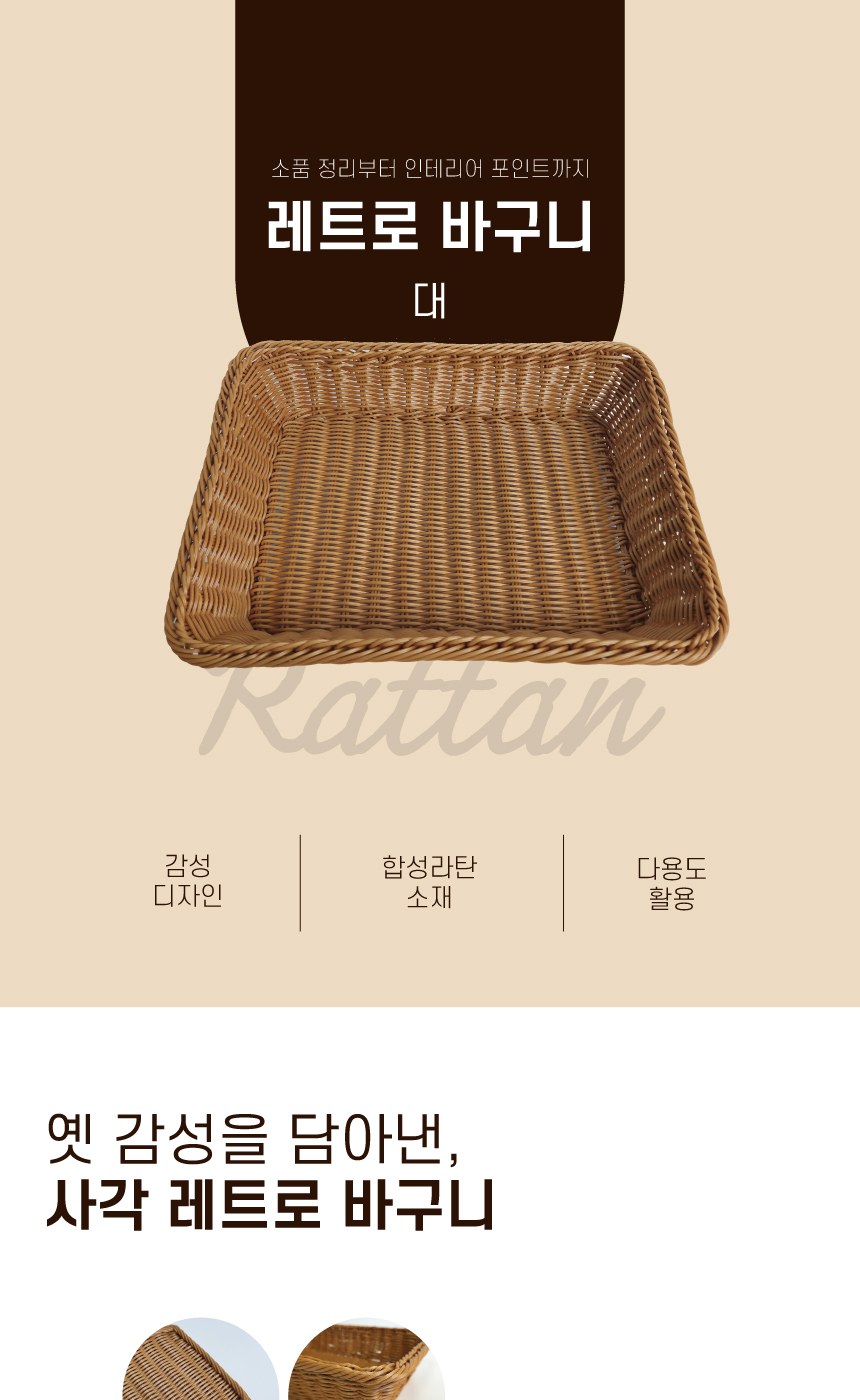 소품 정리부터 인테리어 포인트까지
레트로 바구니
대
Rattan
감성
디자인
합성라탄
소재
다용도
활용
옛 감성을 담아낸,
사각 레트로 바구니